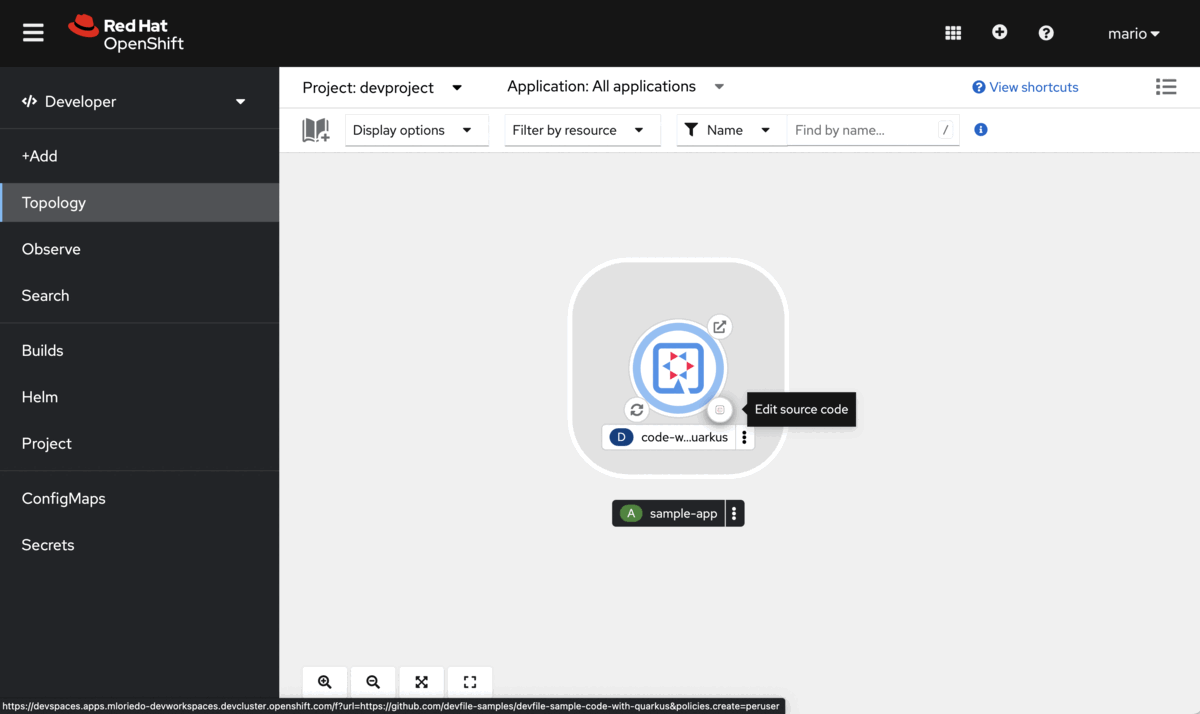 Red Hat
OpenShift
mario
Developer
Project: devproject
Application: All applications
View shortcuts
Display options
Filter by resource
Name
Find by name...
/
+Add
Topology
Observe
Search
Builds
Helm
Project
ConfigMaps
Secrets
Edit source code
D
code-w...uarkus
A
sample-app
https://devspaces.apps.mloriedo-devworkspaces.devcluster.openshift.com/f?url=https://github.com/devfile-samples/devfile-sample-code-with-quarkus&policies.create=peruser